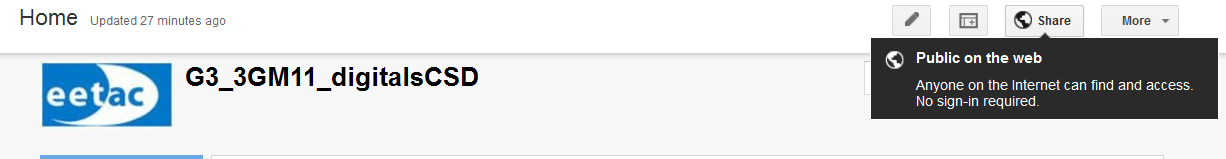 Home Updated 27 minutes ago
Share
More
Public on the web
Anyone on the Internet can find and access.
No sign-in required.
eetac
G3_3GM11_digitalsCSD